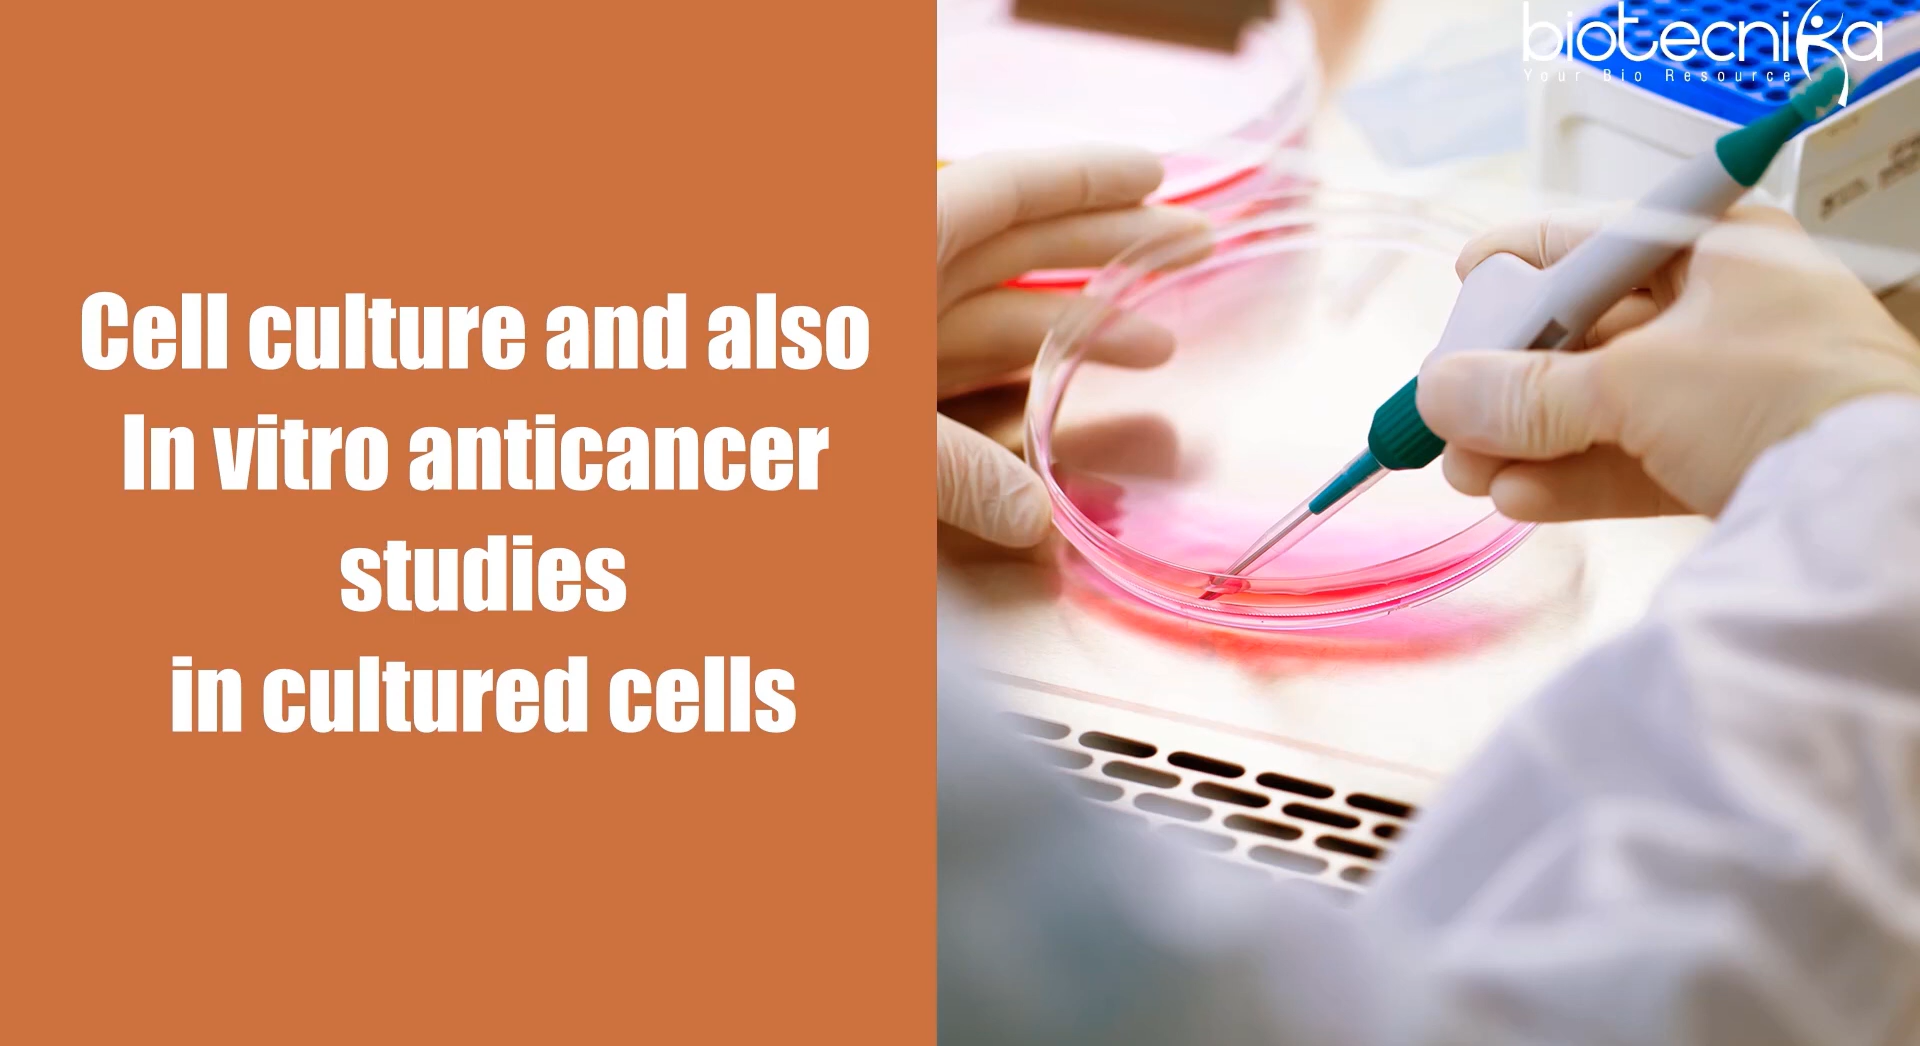 Cell culture and also
In vitro anticancer
studies
in cultured cells
biotecnika
Your Bio Resource